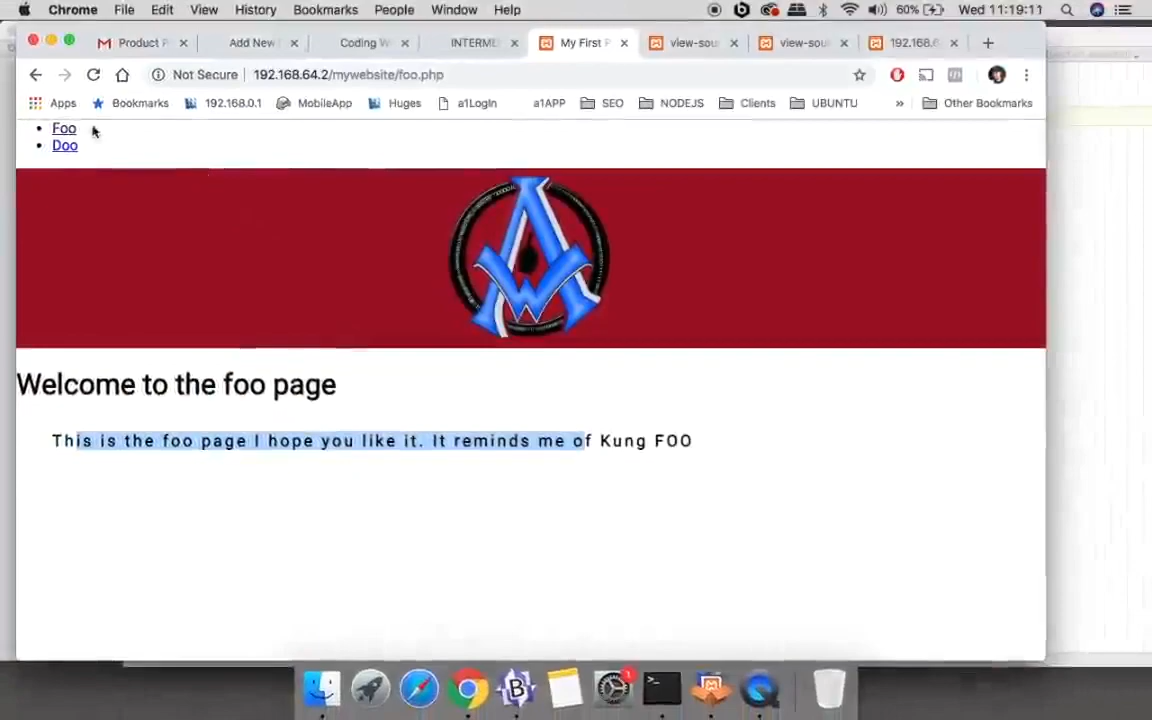 Chrome File Edit View History Bookmarks People Window Help 60% Wed 11:19:11
Product P Add New Coding W INTERME My First P view-sou view-sou 192.168.6
Not Secure 192.168.64.2/mywebsite/foo.php
Apps Bookmarks 192.168.0.1 MobileApp Huges a1LogIn a1APP SEO NODEJS Clients UBUNTU » Other Bookmarks
Foo
Doo
AW
Welcome to the foo page
This is the foo page I hope you like it. It reminds me of Kung FOO
1